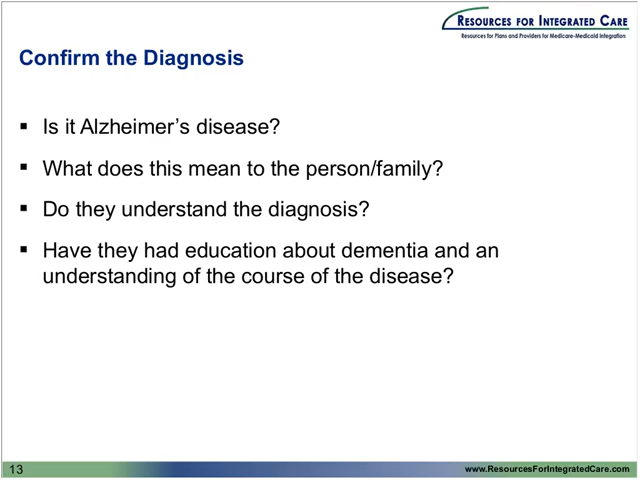 RESOURCES FOR INTEGRATED CARE
Resources for Plans and Providers for Medicare-Medicaid Integration
Confirm the Diagnosis
▪ Is it Alzheimer’s disease?
▪ What does this mean to the person/family?
▪ Do they understand the diagnosis?
▪ Have they had education about dementia and an
understanding of the course of the disease?
13
www.ResourcesForIntegratedCare.com